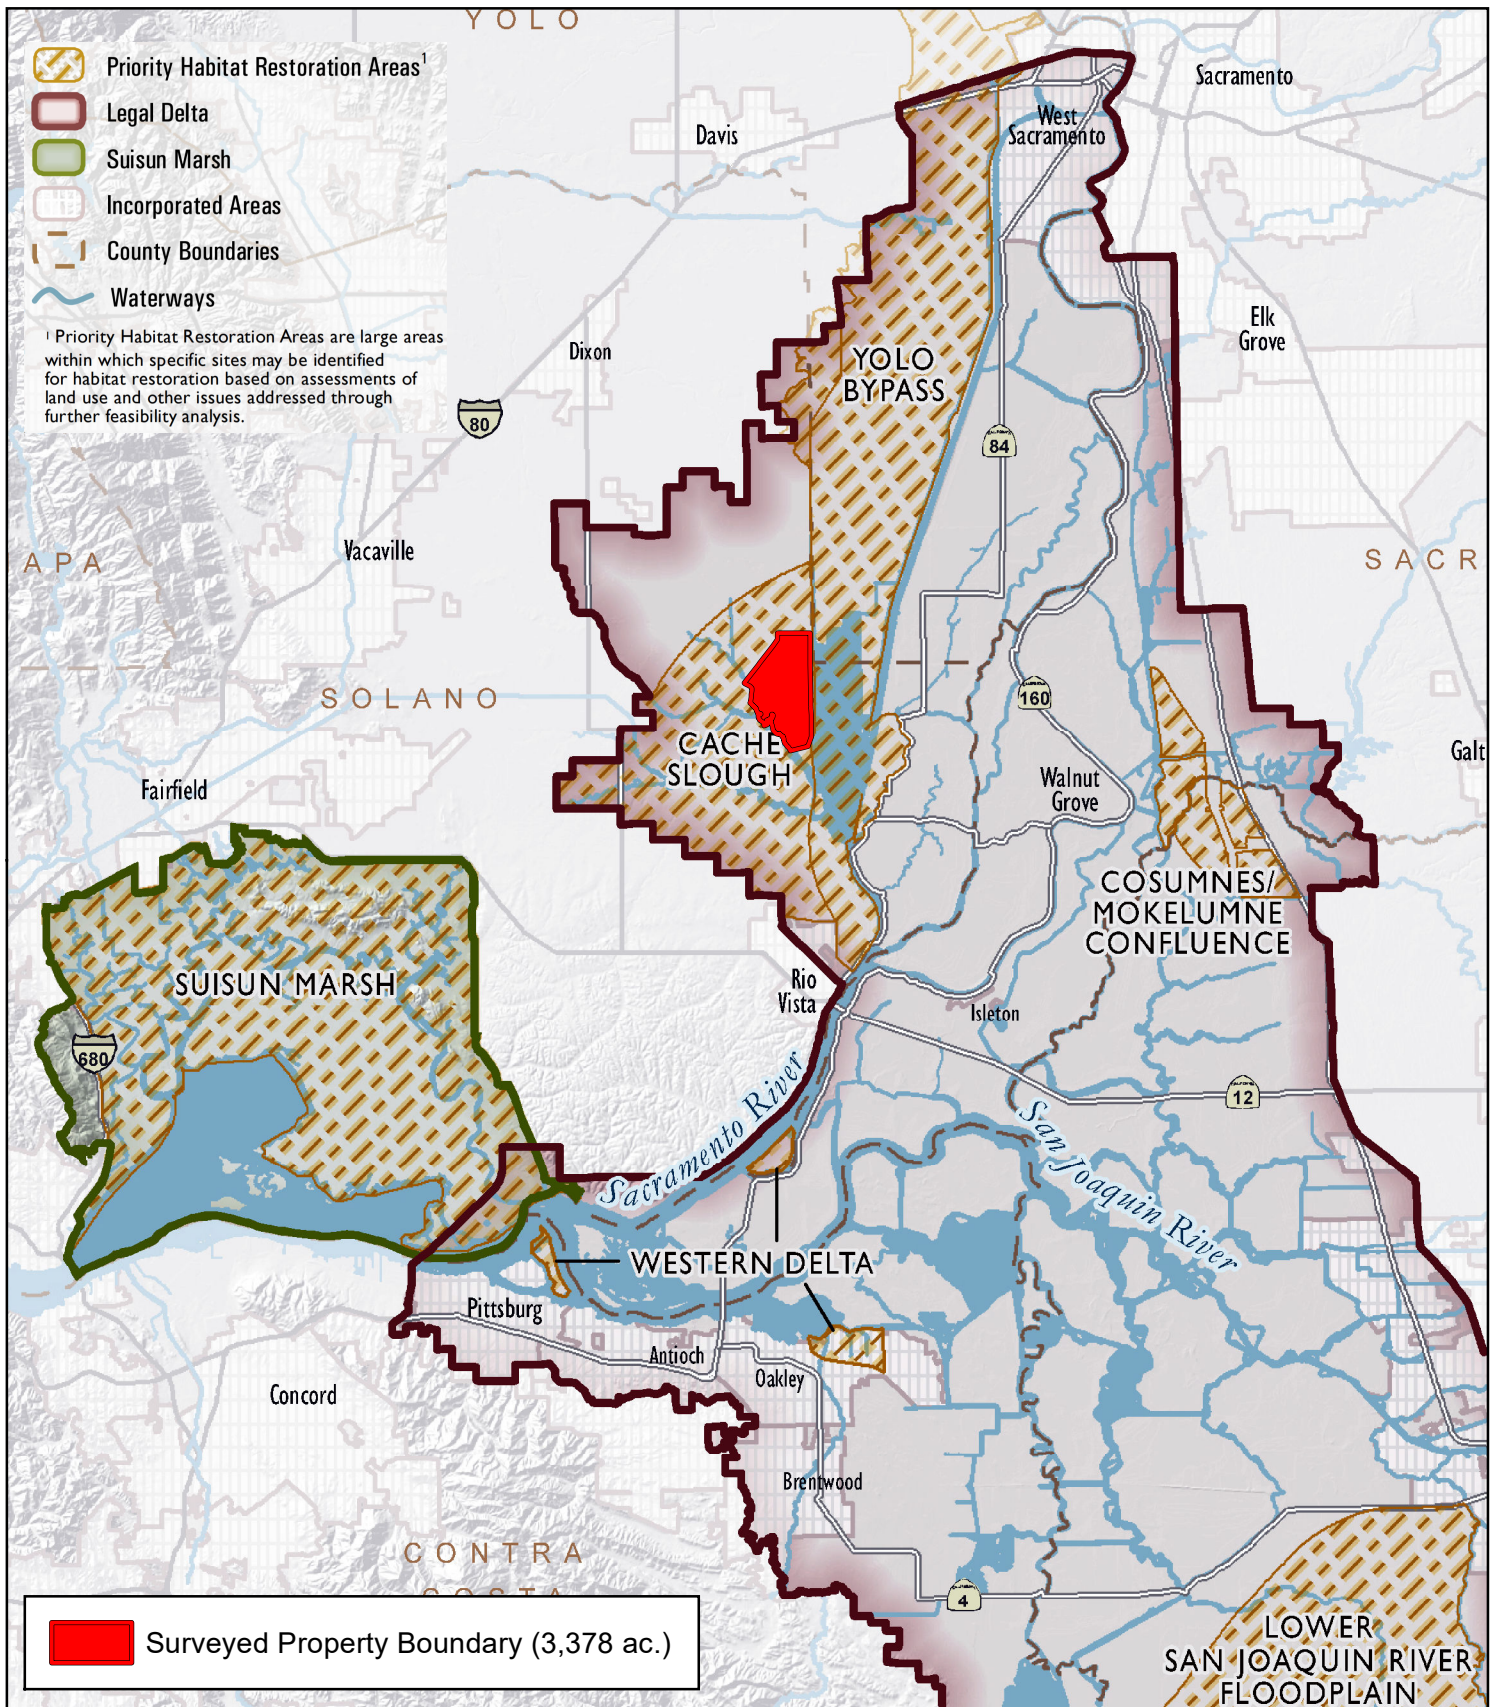 YOLO
Priority Habitat Restoration Areas¹
Legal Delta
Suisun Marsh
Incorporated Areas
County Boundaries
Waterways
¹ Priority Habitat Restoration Areas are large areas
within which specific sites may be identified
for habitat restoration based on assessments of
land use and other issues addressed through
further feasibility analysis.
Sacramento
West
Sacramento
Davis
Elk
Grove
Dixon
YOLO
BYPASS
80
84
Vacaville
APA
SACR
SOLANO
160
CACHE
SLOUGH
Galt
Walnut
Grove
Fairfield
COSUMNES/
MOKELUMNE
CONFLUENCE
SUISUN MARSH
Rio
Vista
Isleton
680
12
Sacramento River
San Joaquin River
WESTERN DELTA
Pittsburg
Antioch
Oakley
Concord
Brentwood
CONTRA
COSTA
4
Surveyed Property Boundary (3,378 ac.)
LOWER
SAN JOAQUIN RIVER
FLOODPLAIN